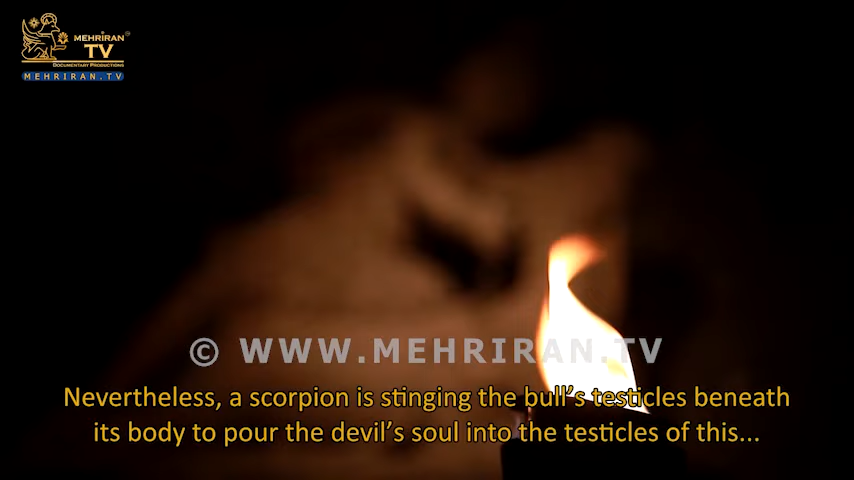 MEHRIRAN
TV
DOCUMENTARY PRODUCTIONS
MEHRIRAN.TV
© WWW.MEHRIRAN.TV
Nevertheless, a scorpion is stinging the bull's testicles beneath
its body to pour the devil's soul into the testicles of this...